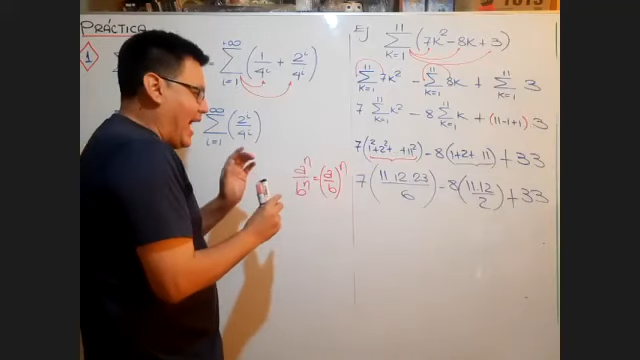 PRÁCTICA
1
Σ = +∞ Σ i=1 (1/4^i + 2^i/4^i)
∞ Σ i=1 (2^i/4^i)
a^n/b^n = (a/b)^n
Ej 11 Σ K=1 (7K² - 8K + 3)
11 Σ K=1 7K² - 11 Σ K=1 8K + 11 Σ K=1 3
7 11 Σ K=1 K² - 8 11 Σ K=1 K + (11-1+1) 3
7(1²+2²+ ... +11²) - 8(1+2+ .. 11) + 33
7(11.12.23/6) - 8(11.12/2) + 33